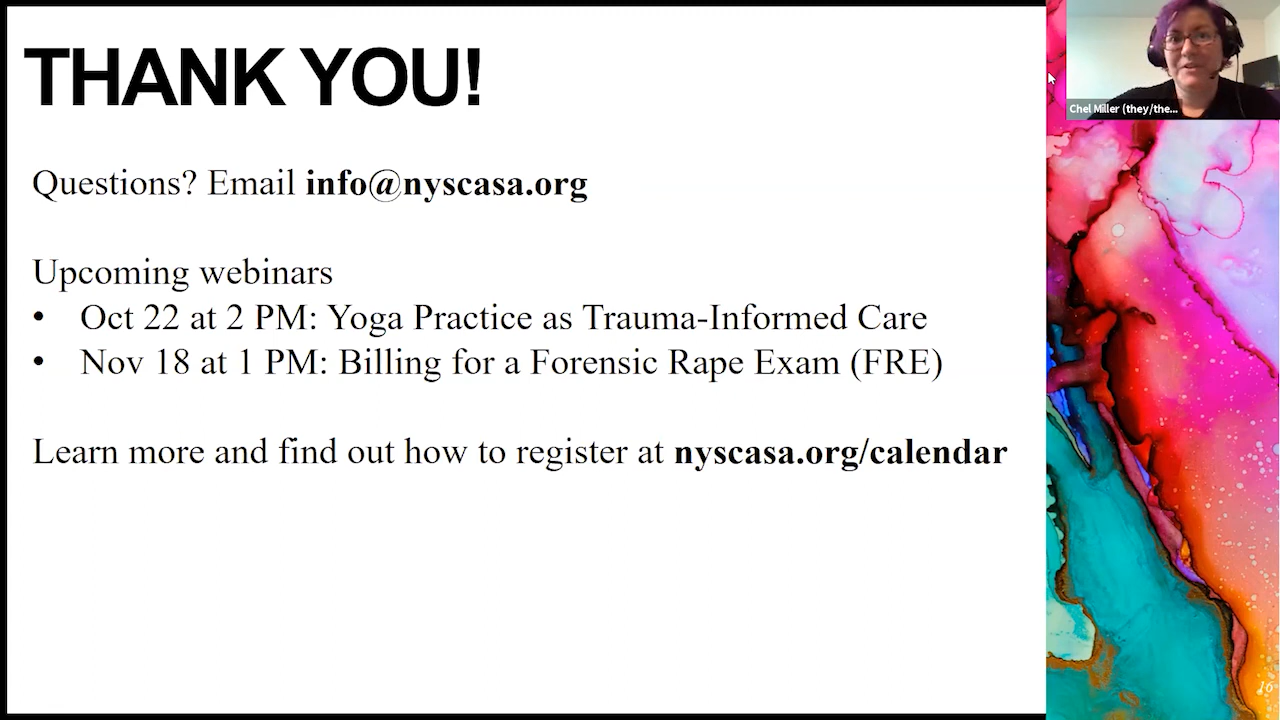 THANK YOU!
Chel Miller (they/the...
Questions? Email info@nyscasa.org
Upcoming webinars
• Oct 22 at 2 PM: Yoga Practice as Trauma-Informed Care
• Nov 18 at 1 PM: Billing for a Forensic Rape Exam (FRE)
Learn more and find out how to register at nyscasa.org/calendar
16